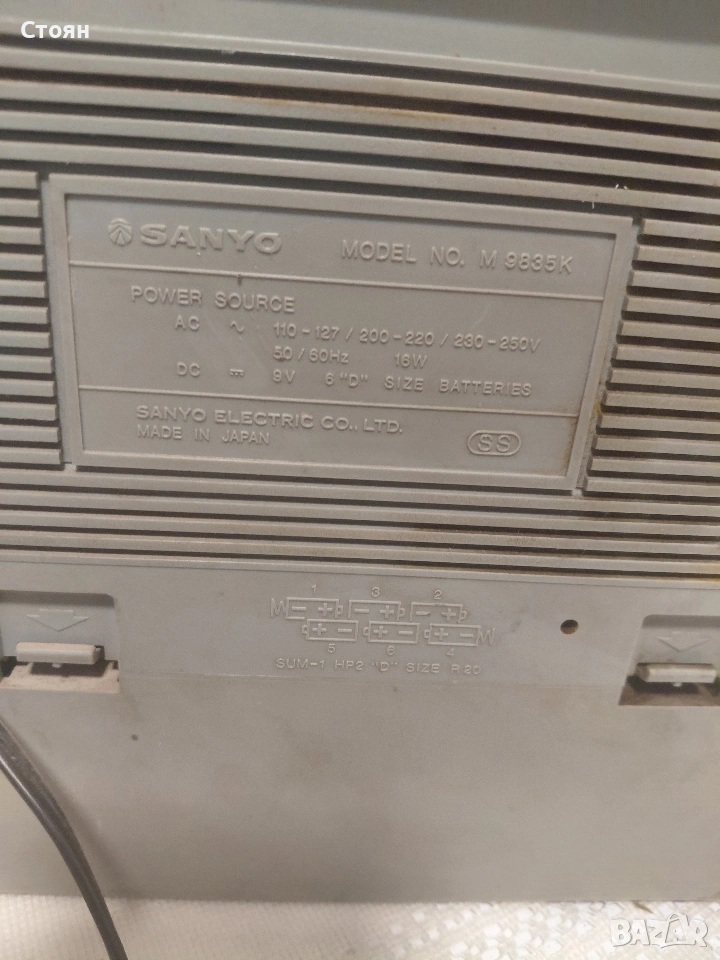 Стоян
SANYO MODEL NO. M 9835K
POWER SOURCE
AC ~ 110-127 / 200-220 / 230-250V
50 / 60Hz 16W
DC 9V 6 "D" SIZE BATTERIES
SANYO ELECTRIC CO., LTD.
MADE IN JAPAN
SS
1 3 2
5 6 4
SUM-1 HP2 "D" SIZE R20
BAZAR